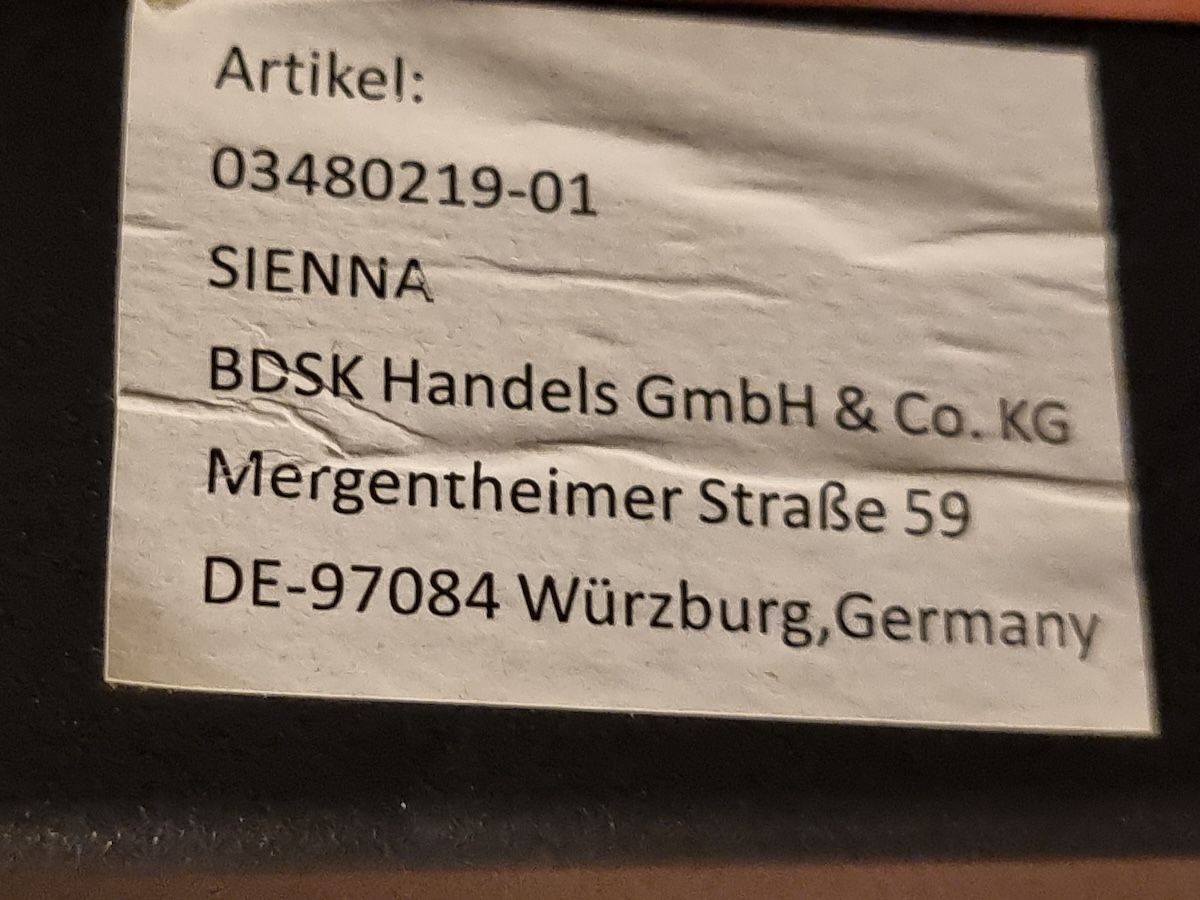 Artikel:
03480219-01
SIENNA
BDSK Handels GmbH & Co. KG
Mergentheimer Straße 59
DE-97084 Würzburg,Germany